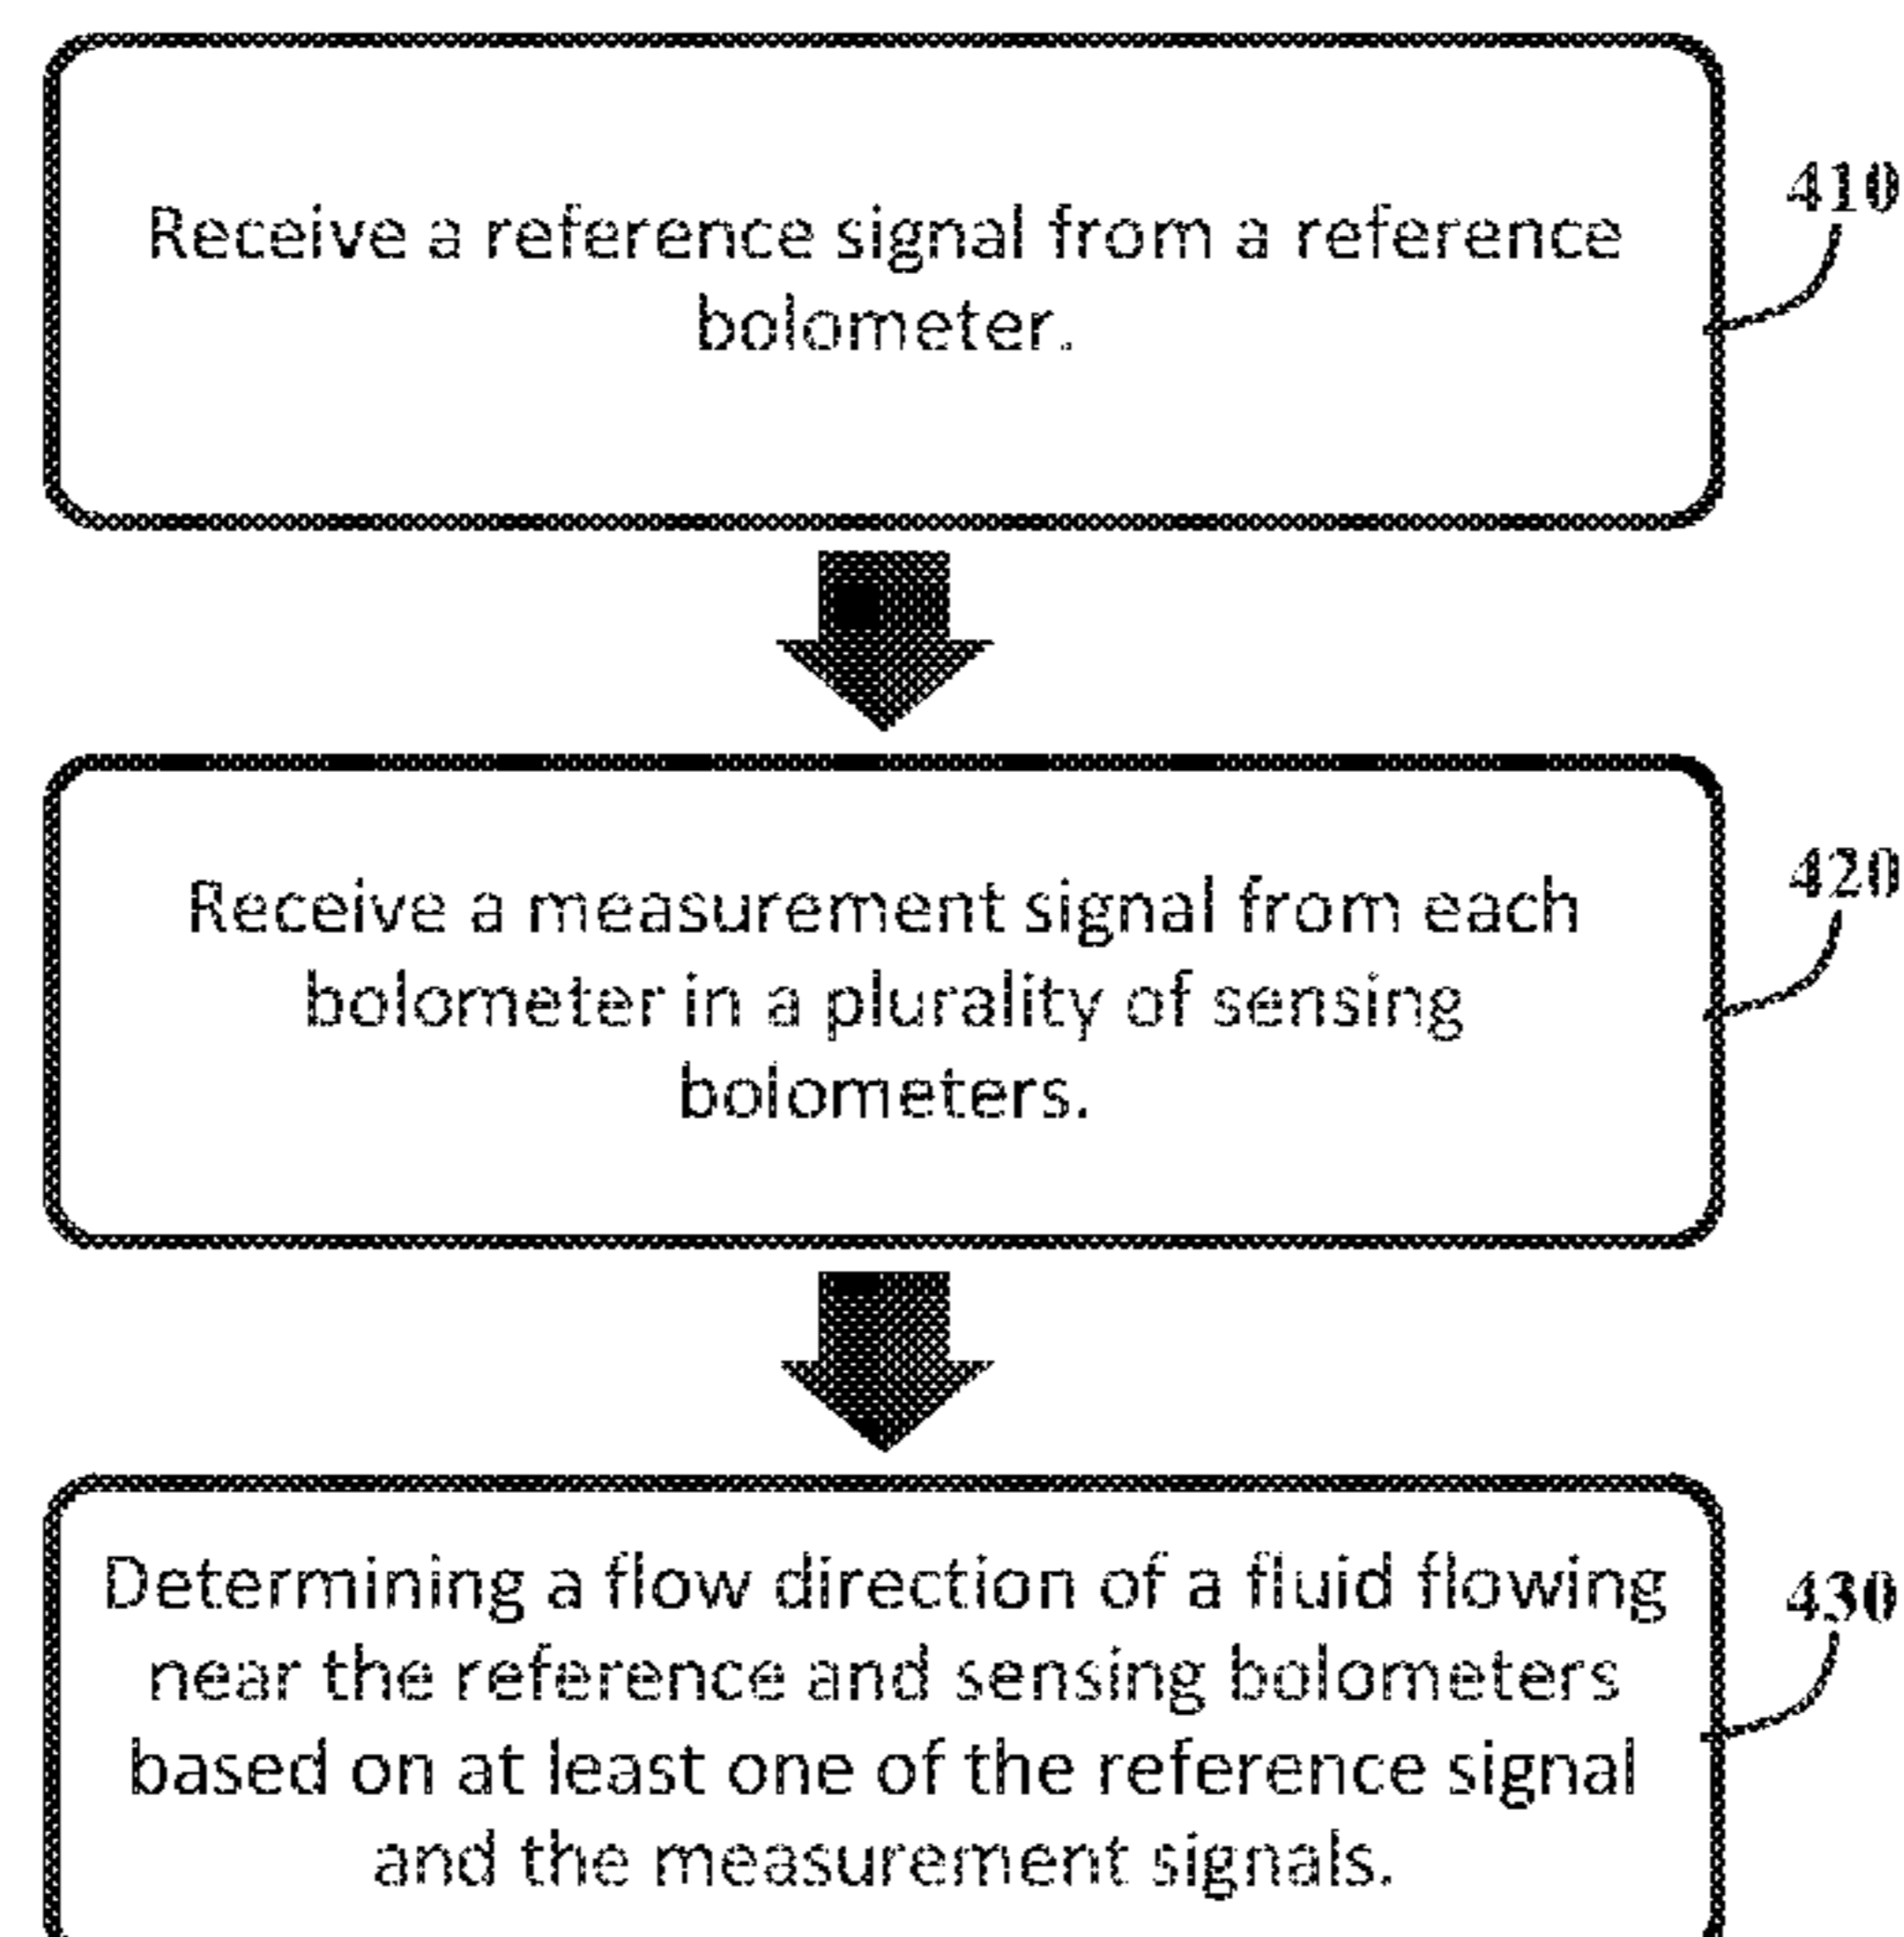 Receive a reference signal from a reference
bolometer.
410
Receive a measurement signal from each
bolometer in a plurality of sensing
bolometers.
420
Determining a flow direction of a fluid flowing
near the reference and sensing bolometers
based on at least one of the reference signal
and the measurement signals.
430